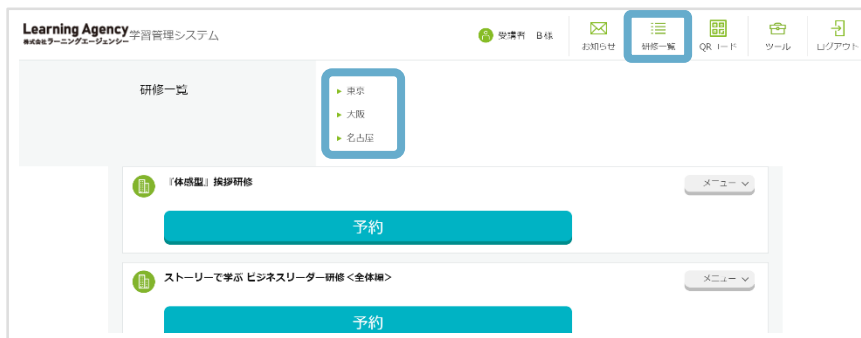 Learning Agency 学習管理システム
株式会社ラーニングエージェンシー
受講者 B様
お知らせ
研修一覧
QRコード
ツール
ログアウト
研修一覧
東京
大阪
名古屋
『体感型』挨拶研修
メニュー
予約
ストーリーで学ぶ ビジネスリーダー研修＜全体編＞
メニュー
予約